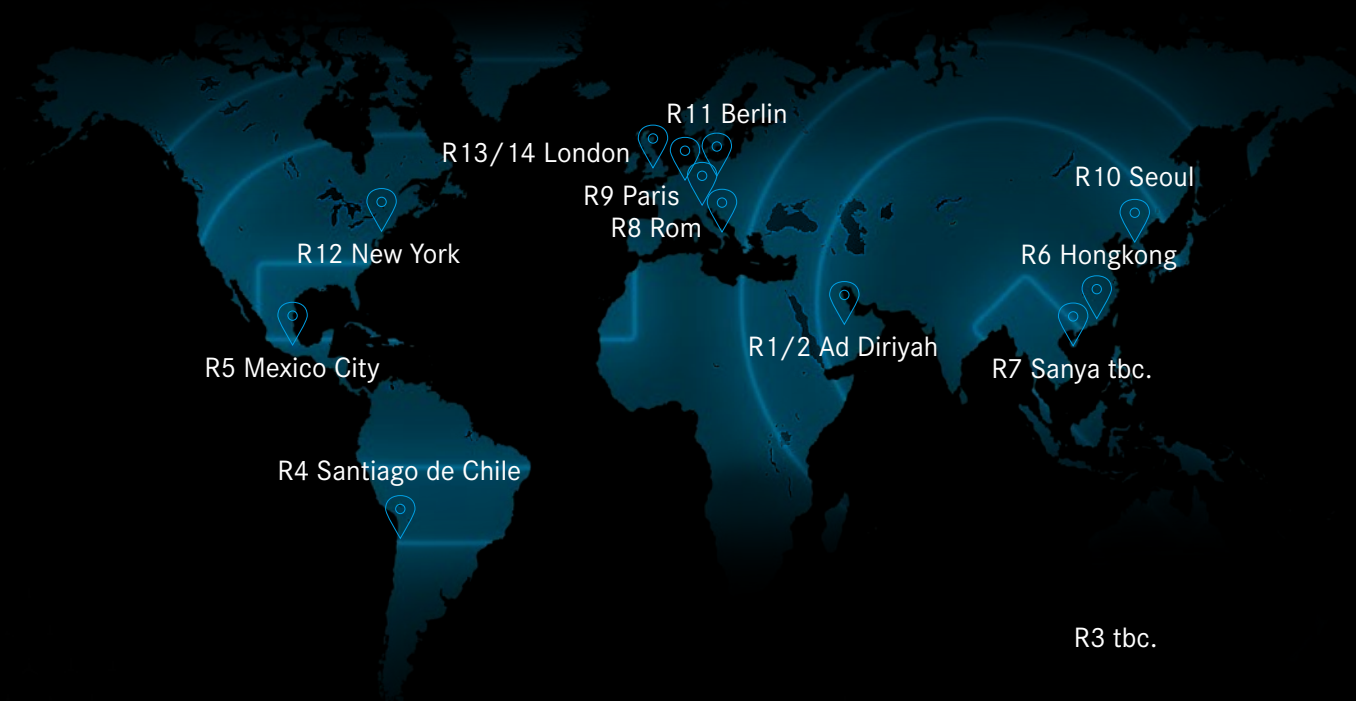 R11 Berlin
R13/14 London
R10 Seoul
R9 Paris
R8 Rom
R12 New York
R6 Hongkong
R1/2 Ad Diriyah
R5 Mexico City
R7 Sanya tbc.
R4 Santiago de Chile
R3 tbc.